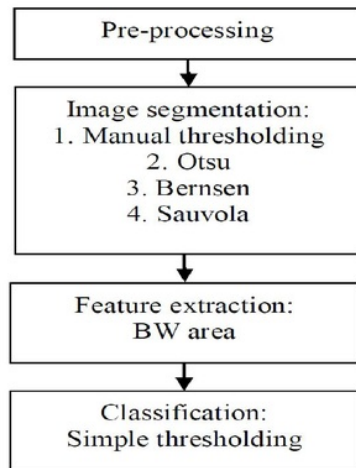 Pre-processing
Image segmentation:
1. Manual thresholding
2. Otsu
3. Bernsen
4. Sauvola
Feature extraction:
BW area
Classification:
Simple thresholding